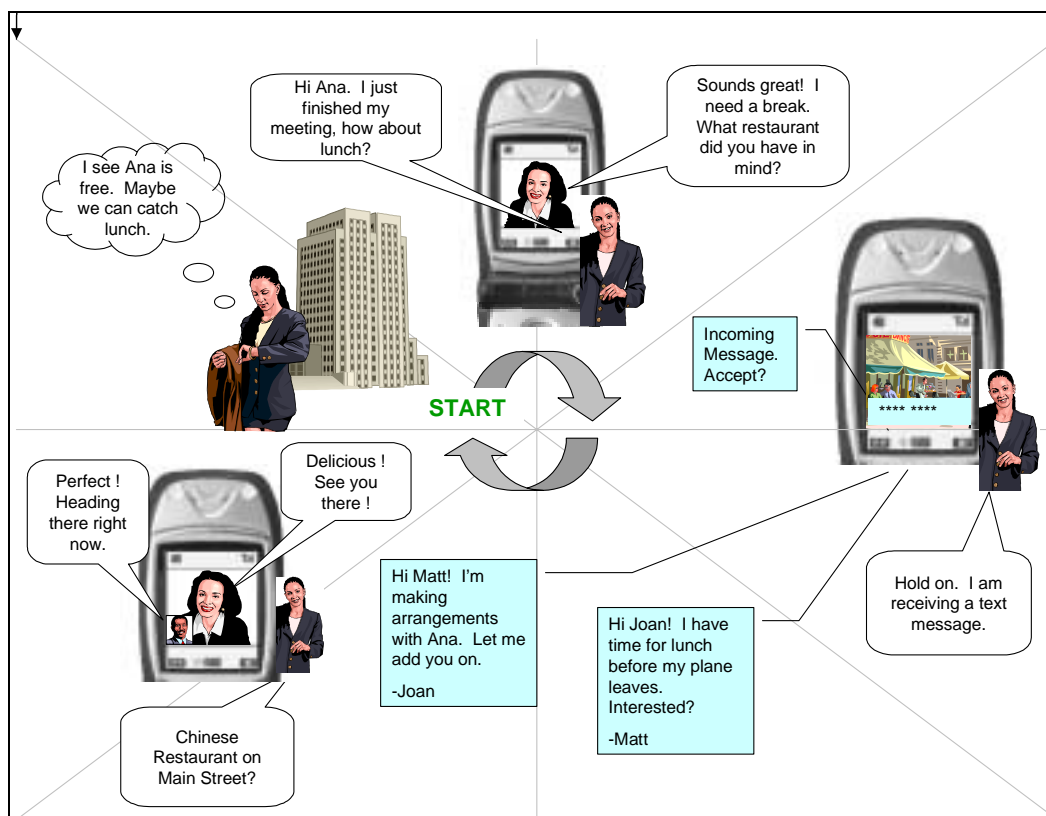 I see Ana is
free.  Maybe
we can catch
lunch.
Hi Ana.  I just
finished my
meeting, how about
lunch?
Sounds great!  I
need a break.
What restaurant
did you have in
mind?
START
Incoming
Message.
Accept?
**** ****
Hold on.  I am
receiving a text
message.
Hi Joan!  I have
time for lunch
before my plane
leaves.
Interested?
-Matt
Hi Matt!  I'm
making
arrangements
with Ana.  Let me
add you on.
-Joan
Chinese
Restaurant on
Main Street?
Perfect !
Heading
there right
now.
Delicious !
See you
there !